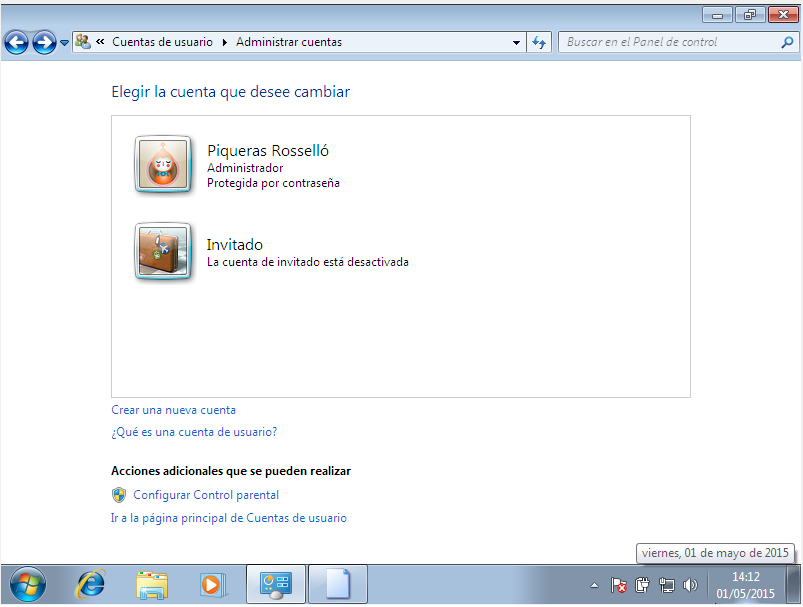 « Cuentas de usuario Administrar cuentas
Buscar en el Panel de control
Elegir la cuenta que desee cambiar
Piqueras Rosselló
Administrador
Protegida por contraseña
Invitado
La cuenta de invitado está desactivada
Crear una nueva cuenta
¿Qué es una cuenta de usuario?
Acciones adicionales que se pueden realizar
Configurar Control parental
Ir a la página principal de Cuentas de usuario
viernes, 01 de mayo de 2015
14:12
01/05/2015